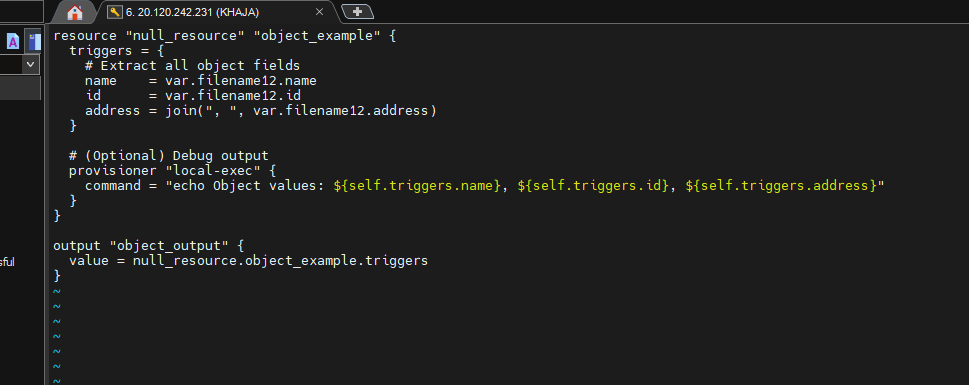 6. 20.120.242.231 (KHAJA)
resource "null_resource" "object_example" {
  triggers = {
    # Extract all object fields
    name    = var.filename12.name
    id      = var.filename12.id
    address = join(", ", var.filename12.address)
  }

  # (Optional) Debug output
  provisioner "local-exec" {
    command = "echo Object values: ${self.triggers.name}, ${self.triggers.id}, ${self.triggers.address}"
  }
}

output "object_output" {
  value = null_resource.object_example.triggers
}
~
~
~
~
~
~
~
A
sful